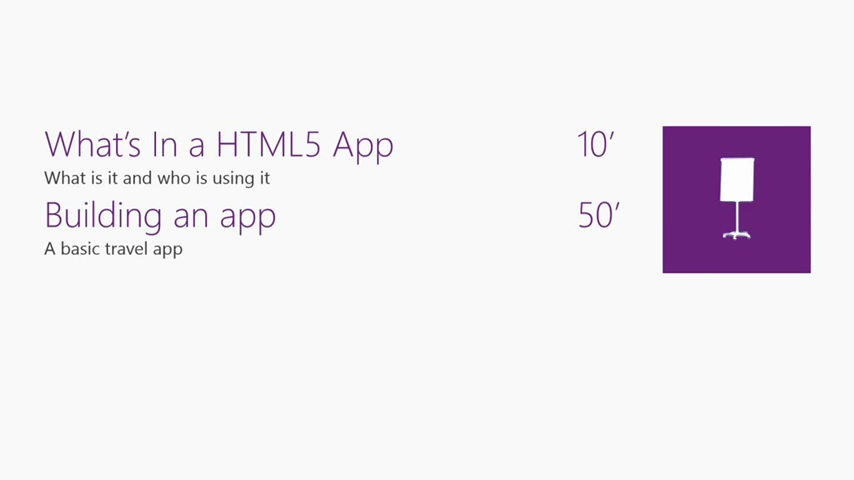 What's In a HTML5 App 10′
What is it and who is using it
Building an app 50′
A basic travel app